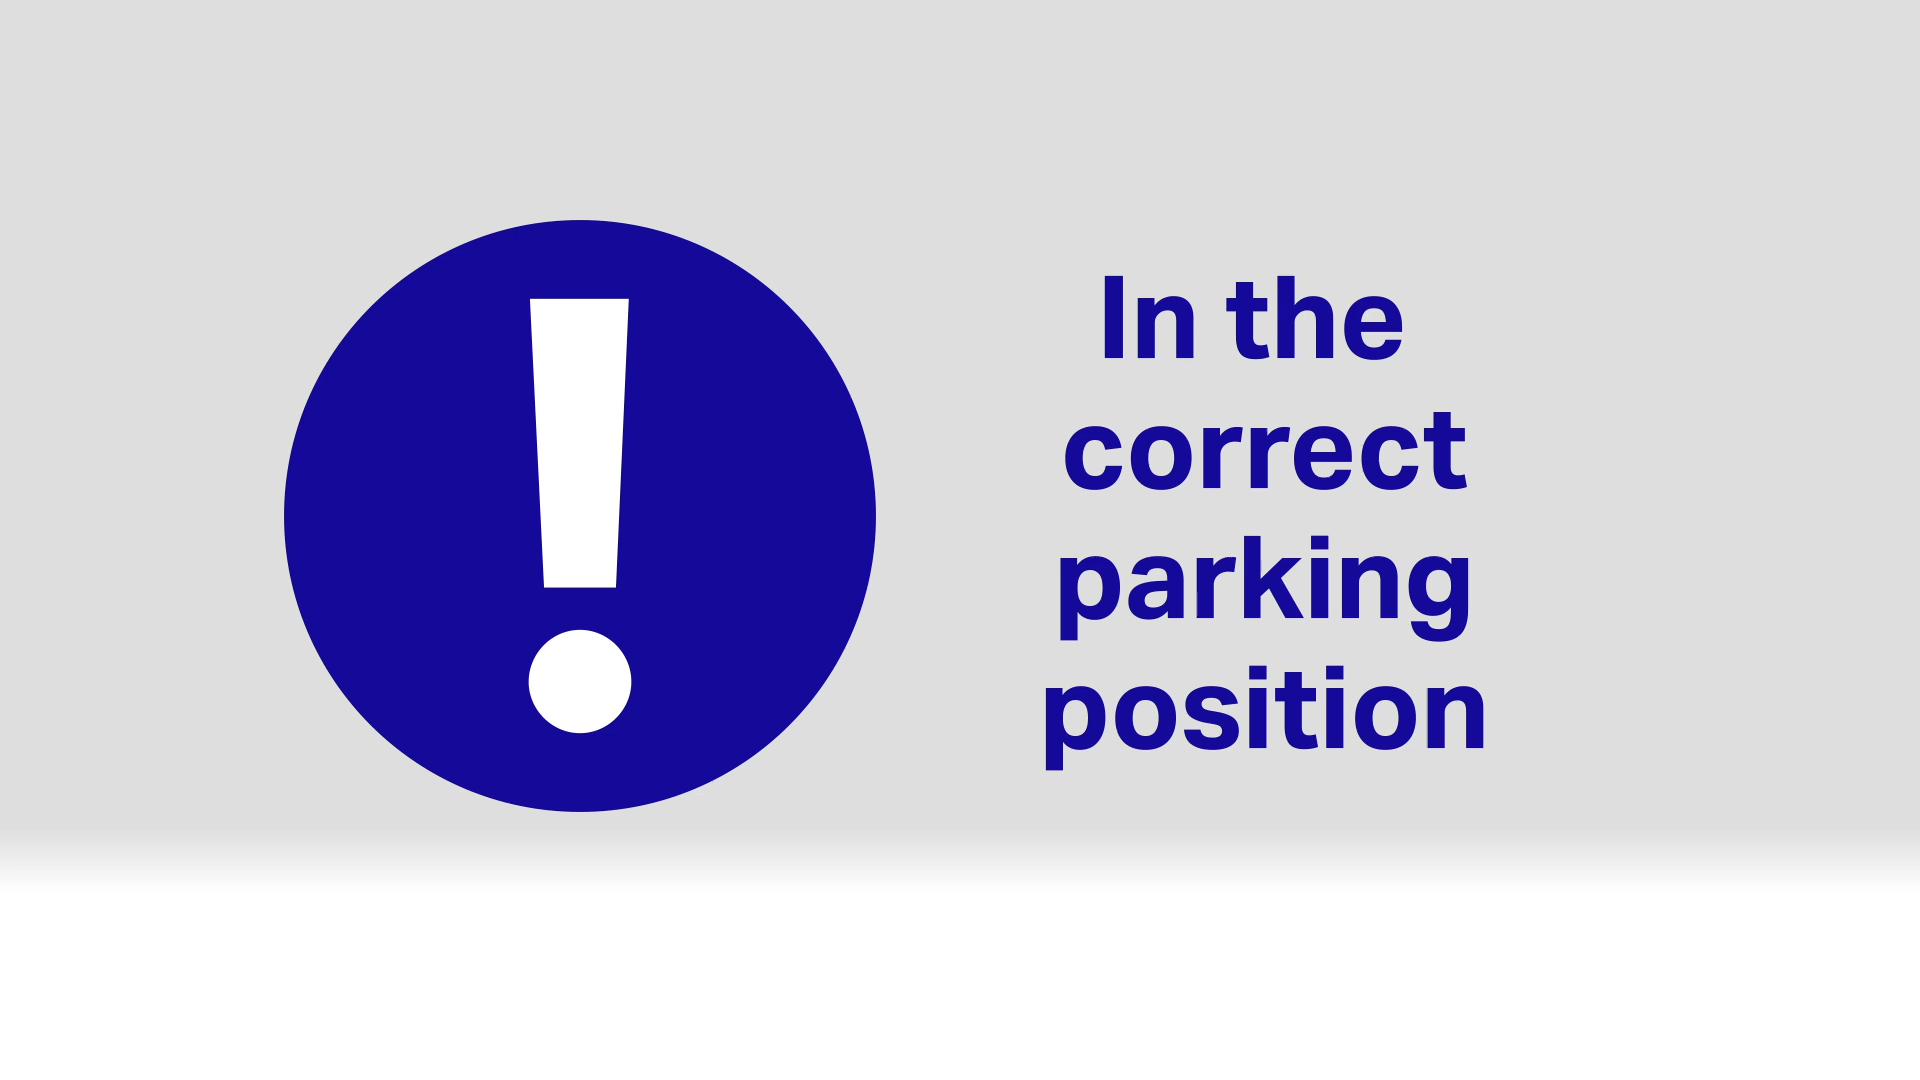 In the
correct
parking
position